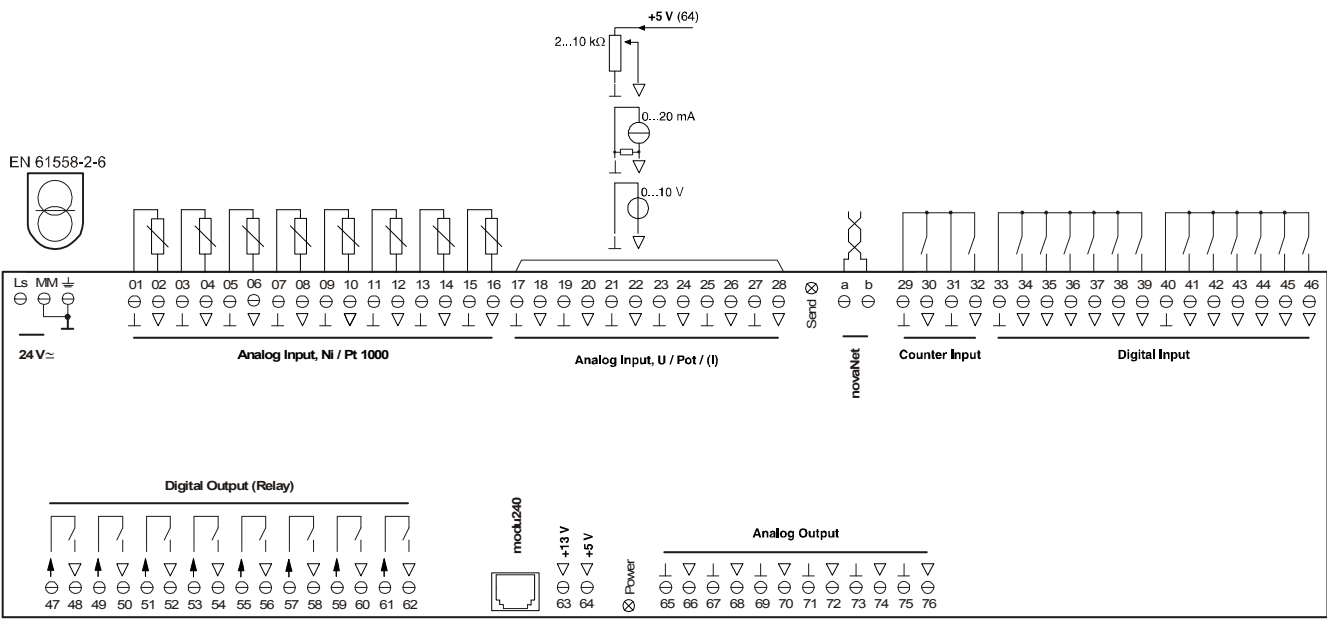 +5 V (64)
2...10 kΩ
0...20 mA
EN 61558-2-6
0...10 V
Ls MM 01 02 03 04 05 06 07 08 09 10 11 12 13 14 15 16 17 18 19 20 21 22 23 24 25 26 27 28 Send a b 29 30 31 32 33 34 35 36 37 38 39 40 41 42 43 44 45 46
24 V≃
Analog Input, Ni / Pt 1000
Analog Input, U / Pot / (I)
novaNet
Counter Input
Digital Input
Digital Output (Relay)
modu240
+13 V
+5 V
Power
Analog Output
47 48 49 50 51 52 53 54 55 56 57 58 59 60 61 62 63 64 65 66 67 68 69 70 71 72 73 74 75 76